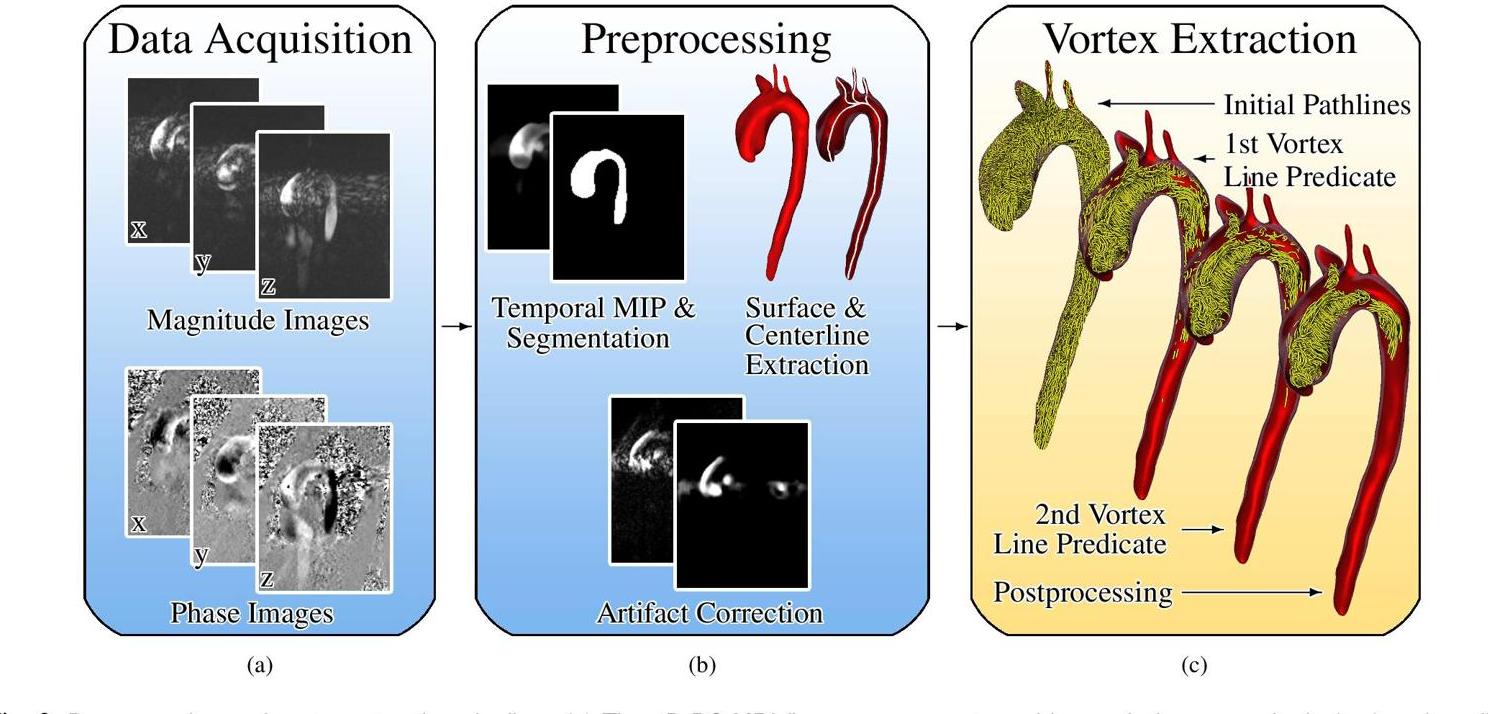 Data Acquisition
x
y
z
Magnitude Images
x
y
z
Phase Images
(a)
Preprocessing
Temporal MIP &
Segmentation
Surface &
Centerline
Extraction
Artifact Correction
(b)
Vortex Extraction
Initial Pathlines
1st Vortex
Line Predicate
2nd Vortex
Line Predicate
Postprocessing
(c)